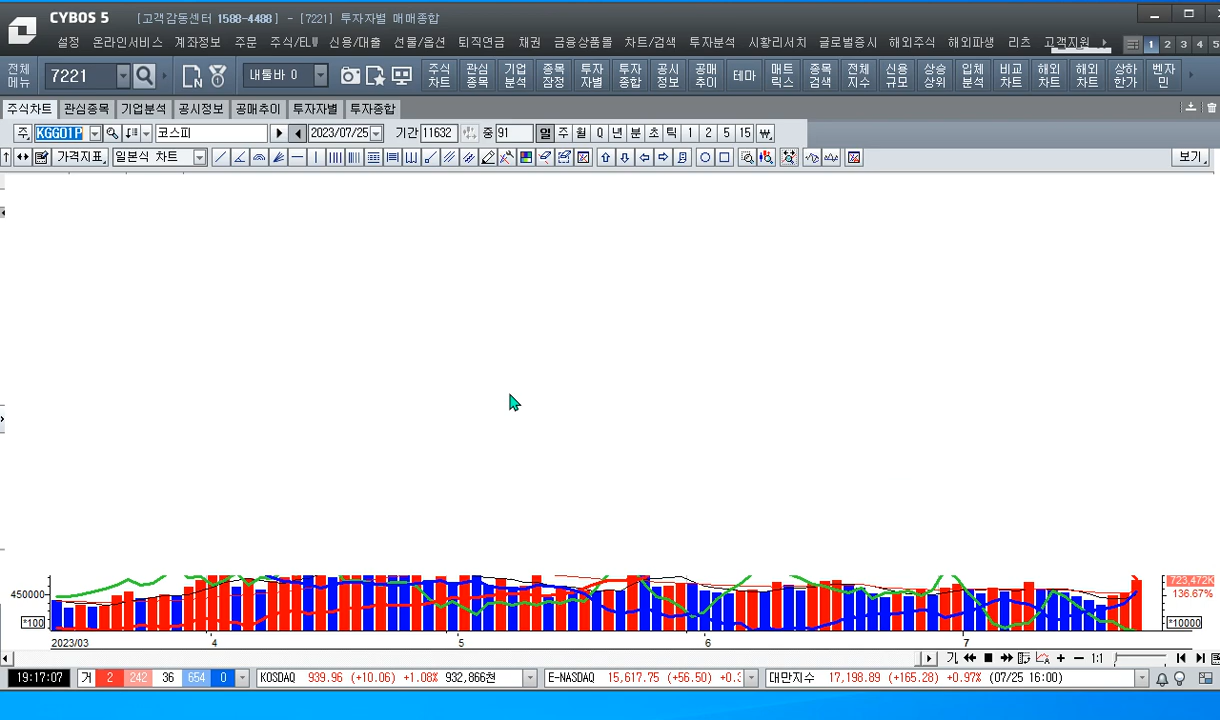 CYBOS 5 [고객감동센터 1588-4488] - [7221] 투자자별 매매종합
설정 온라인서비스 계좌정보 주문 주식/ELW 신용/대출 선물/옵션 퇴직연금 채권 금융상품몰 차트/검색 투자분석 시황리서치 글로벌증시 해외주식 해외파생 리츠 고객지원 1 2 3 4 5
전체 메뉴 7221 내툴바 0 주식 차트 관심 종목 기업 분석 종목 잠정 투자 자별 투자 종합 공시 정보 공매 추이 테마 매트 릭스 종목 검색 전체 지수 신용 규모 상승 상위 입체 분석 비교 차트 해외 차트 해외 차트 상하 한가 벤자 민
주식차트 관심종목 기업분석 공시정보 공매추이 투자자별 투자종합
주 KGG01P 코스피 2023/07/25 기간 11632 중 91 일 주 월 Q 년 분 초 틱 1 2 5 15 ₩
가격지표 일본식 차트 보기
450000 723,472K
136.67%
*100 *10000
2023/03 4 5 6 7
1:1
19:17:07 거 2 242 36 654 0 KOSDAQ 939.96 (+10.06) +1.08% 932,866천 E-NASDAQ 15,617.75 (+56.50) 대만지수 17,198.89 (+165.28) +0.97% (07/25 16:00)